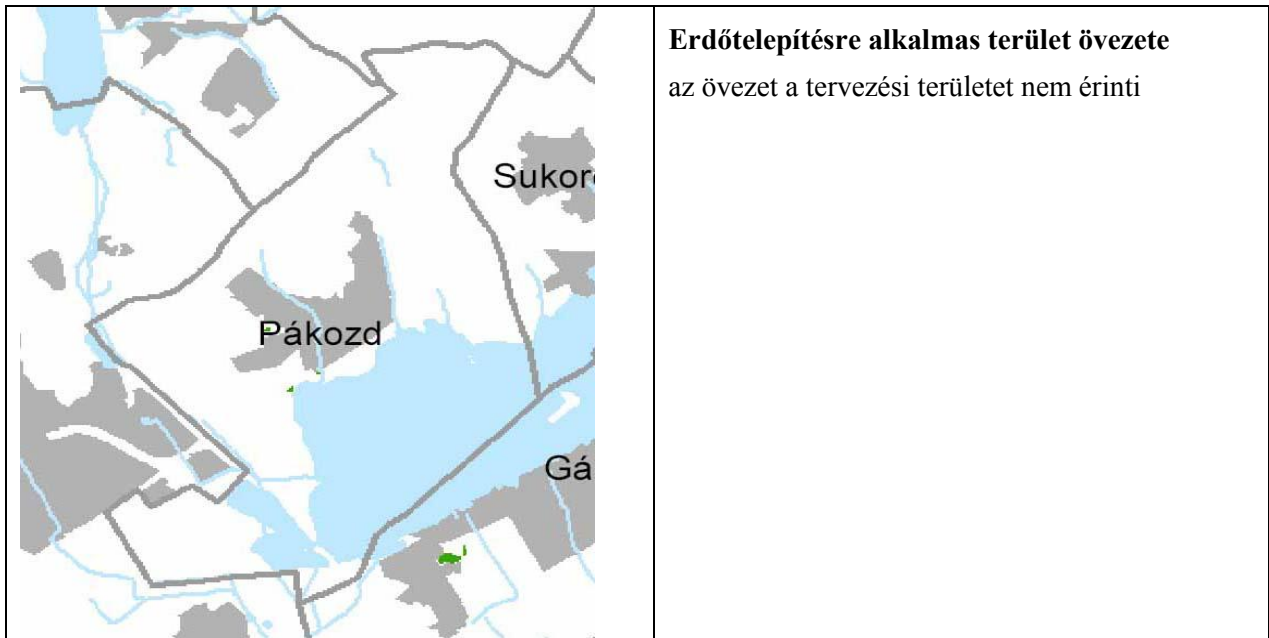 Erdőtelepítésre alkalmas terület övezete
az övezet a tervezési területet nem érinti
Sukor
Pákozd
Gá